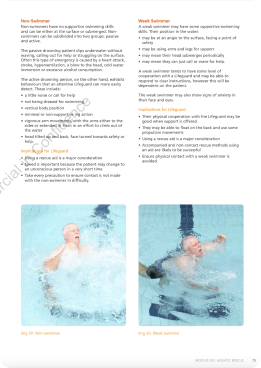 Non Swimmer
Non-swimmers have no supportive swimming skills
and can be either at the surface or submerged. Non-
swimmers can be subdivided into two groups: passive
and active.
The passive drowning patient slips underwater without
waving, calling out for help or struggling on the surface.
Often this type of emergency is caused by a heart attack,
stroke, hyperventilation, a blow to the head, cold water
immersion or excessive alcohol consumption.
The active drowning person, on the other hand, exhibits
behaviours that an attentive Lifeguard can more easily
detect. These include:
• a little noise or call for help
• not being dressed for swimming
• vertical body position
• minimal or non-supportive leg action
• vigorous arm movements, with the arms either to the
sides or extended in front in an effort to climb out of
the water
• head tilted up and back, face turned towards safety or
help.
Implications for Lifeguard
• Using a rescue aid is a major consideration
• Speed is important because the patient may change to
an unconscious person in a very short time
• Take every precaution to ensure contact is not made
with the non-swimmer in difficulty.
Weak Swimmer
A weak swimmer may have some supportive swimming
skills. Their position in the water:
• may be at an angle to the surface, facing a point of
safety
• may be using arms and legs for support
• may mean their head submerges periodically
• may mean they can just call or wave for help.
A weak swimmer tends to have some level of
cooperation with a Lifeguard and may be able to
respond to clear instructions, however this will be
dependent on the patient.
The weak swimmer may also show signs of anxiety in
their face and eyes.
Implications for Lifeguard
• Their physical cooperation with the Lifeguard may be
good when support is offered
• They may be able to float on the back and use some
propulsive movements
• Using a rescue aid is a major consideration
• Accompanied and non-contact rescue methods using
an aid are likely to be successful
• Ensure physical contact with a weak swimmer is
avoided
Img 29: Non swimmer
Img 30: Weak swimmer
75